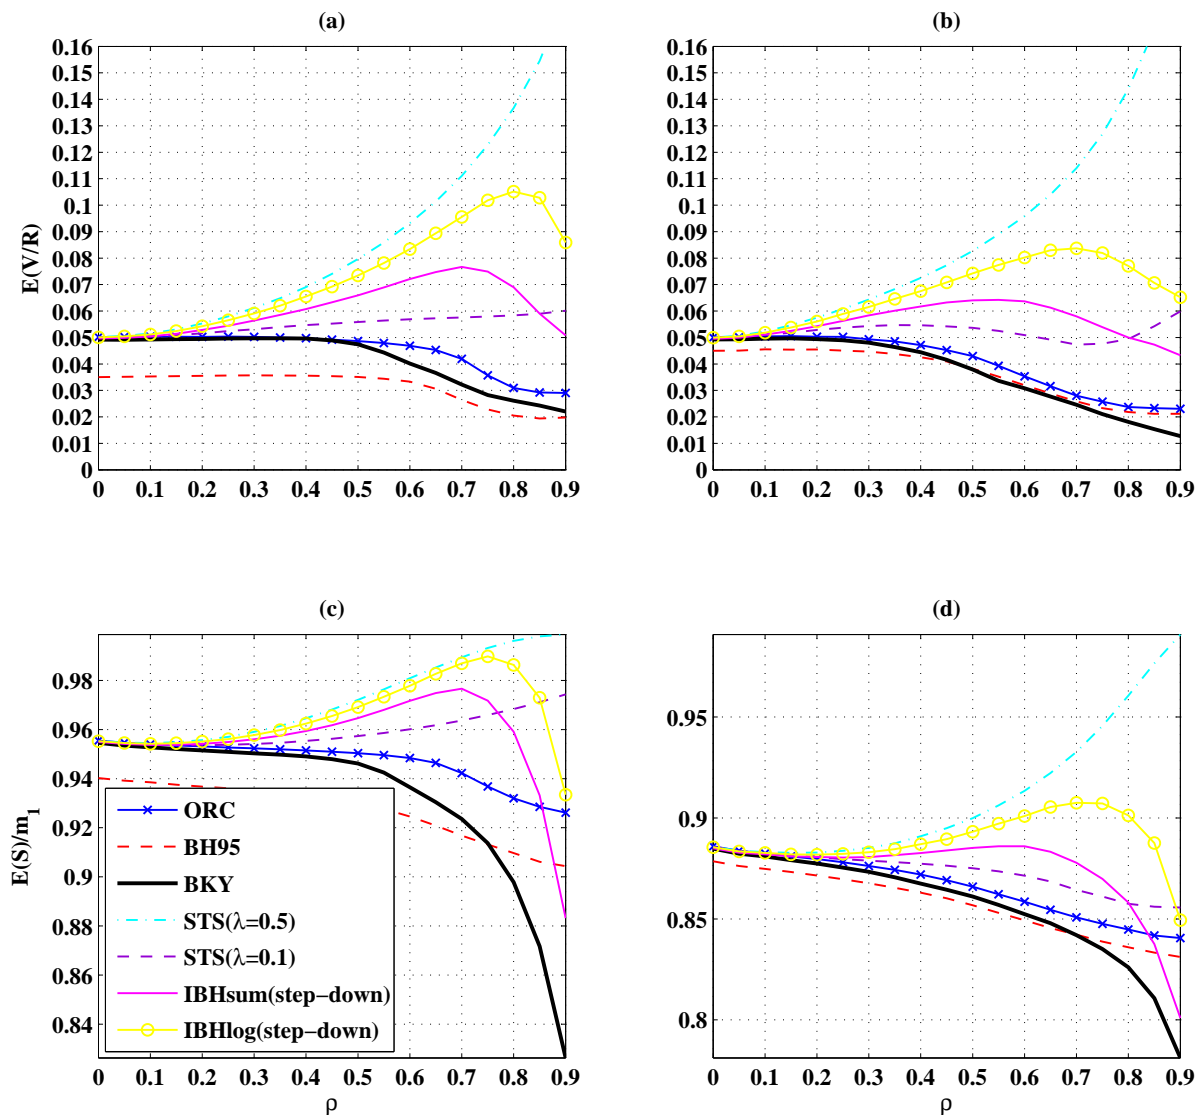 (a)
0.16
0.15
0.14
0.13
0.12
0.11
0.1
0.09
0.08
0.07
0.06
0.05
0.04
0.03
0.02
0.01
0
E(V/R)
0 0.1 0.2 0.3 0.4 0.5 0.6 0.7 0.8 0.9
(b)
0.16
0.15
0.14
0.13
0.12
0.11
0.1
0.09
0.08
0.07
0.06
0.05
0.04
0.03
0.02
0.01
0
0 0.1 0.2 0.3 0.4 0.5 0.6 0.7 0.8 0.9
(c)
0.98
0.96
0.94
0.92
0.9
0.88
0.86
0.84
E(S)/m1
ORC
BH95
BKY
STS(λ=0.5)
STS(λ=0.1)
IBHsum(step−down)
IBHlog(step−down)
0 0.1 0.2 0.3 0.4 0.5 0.6 0.7 0.8 0.9
ρ
(d)
0.95
0.9
0.85
0.8
0 0.1 0.2 0.3 0.4 0.5 0.6 0.7 0.8 0.9
ρ